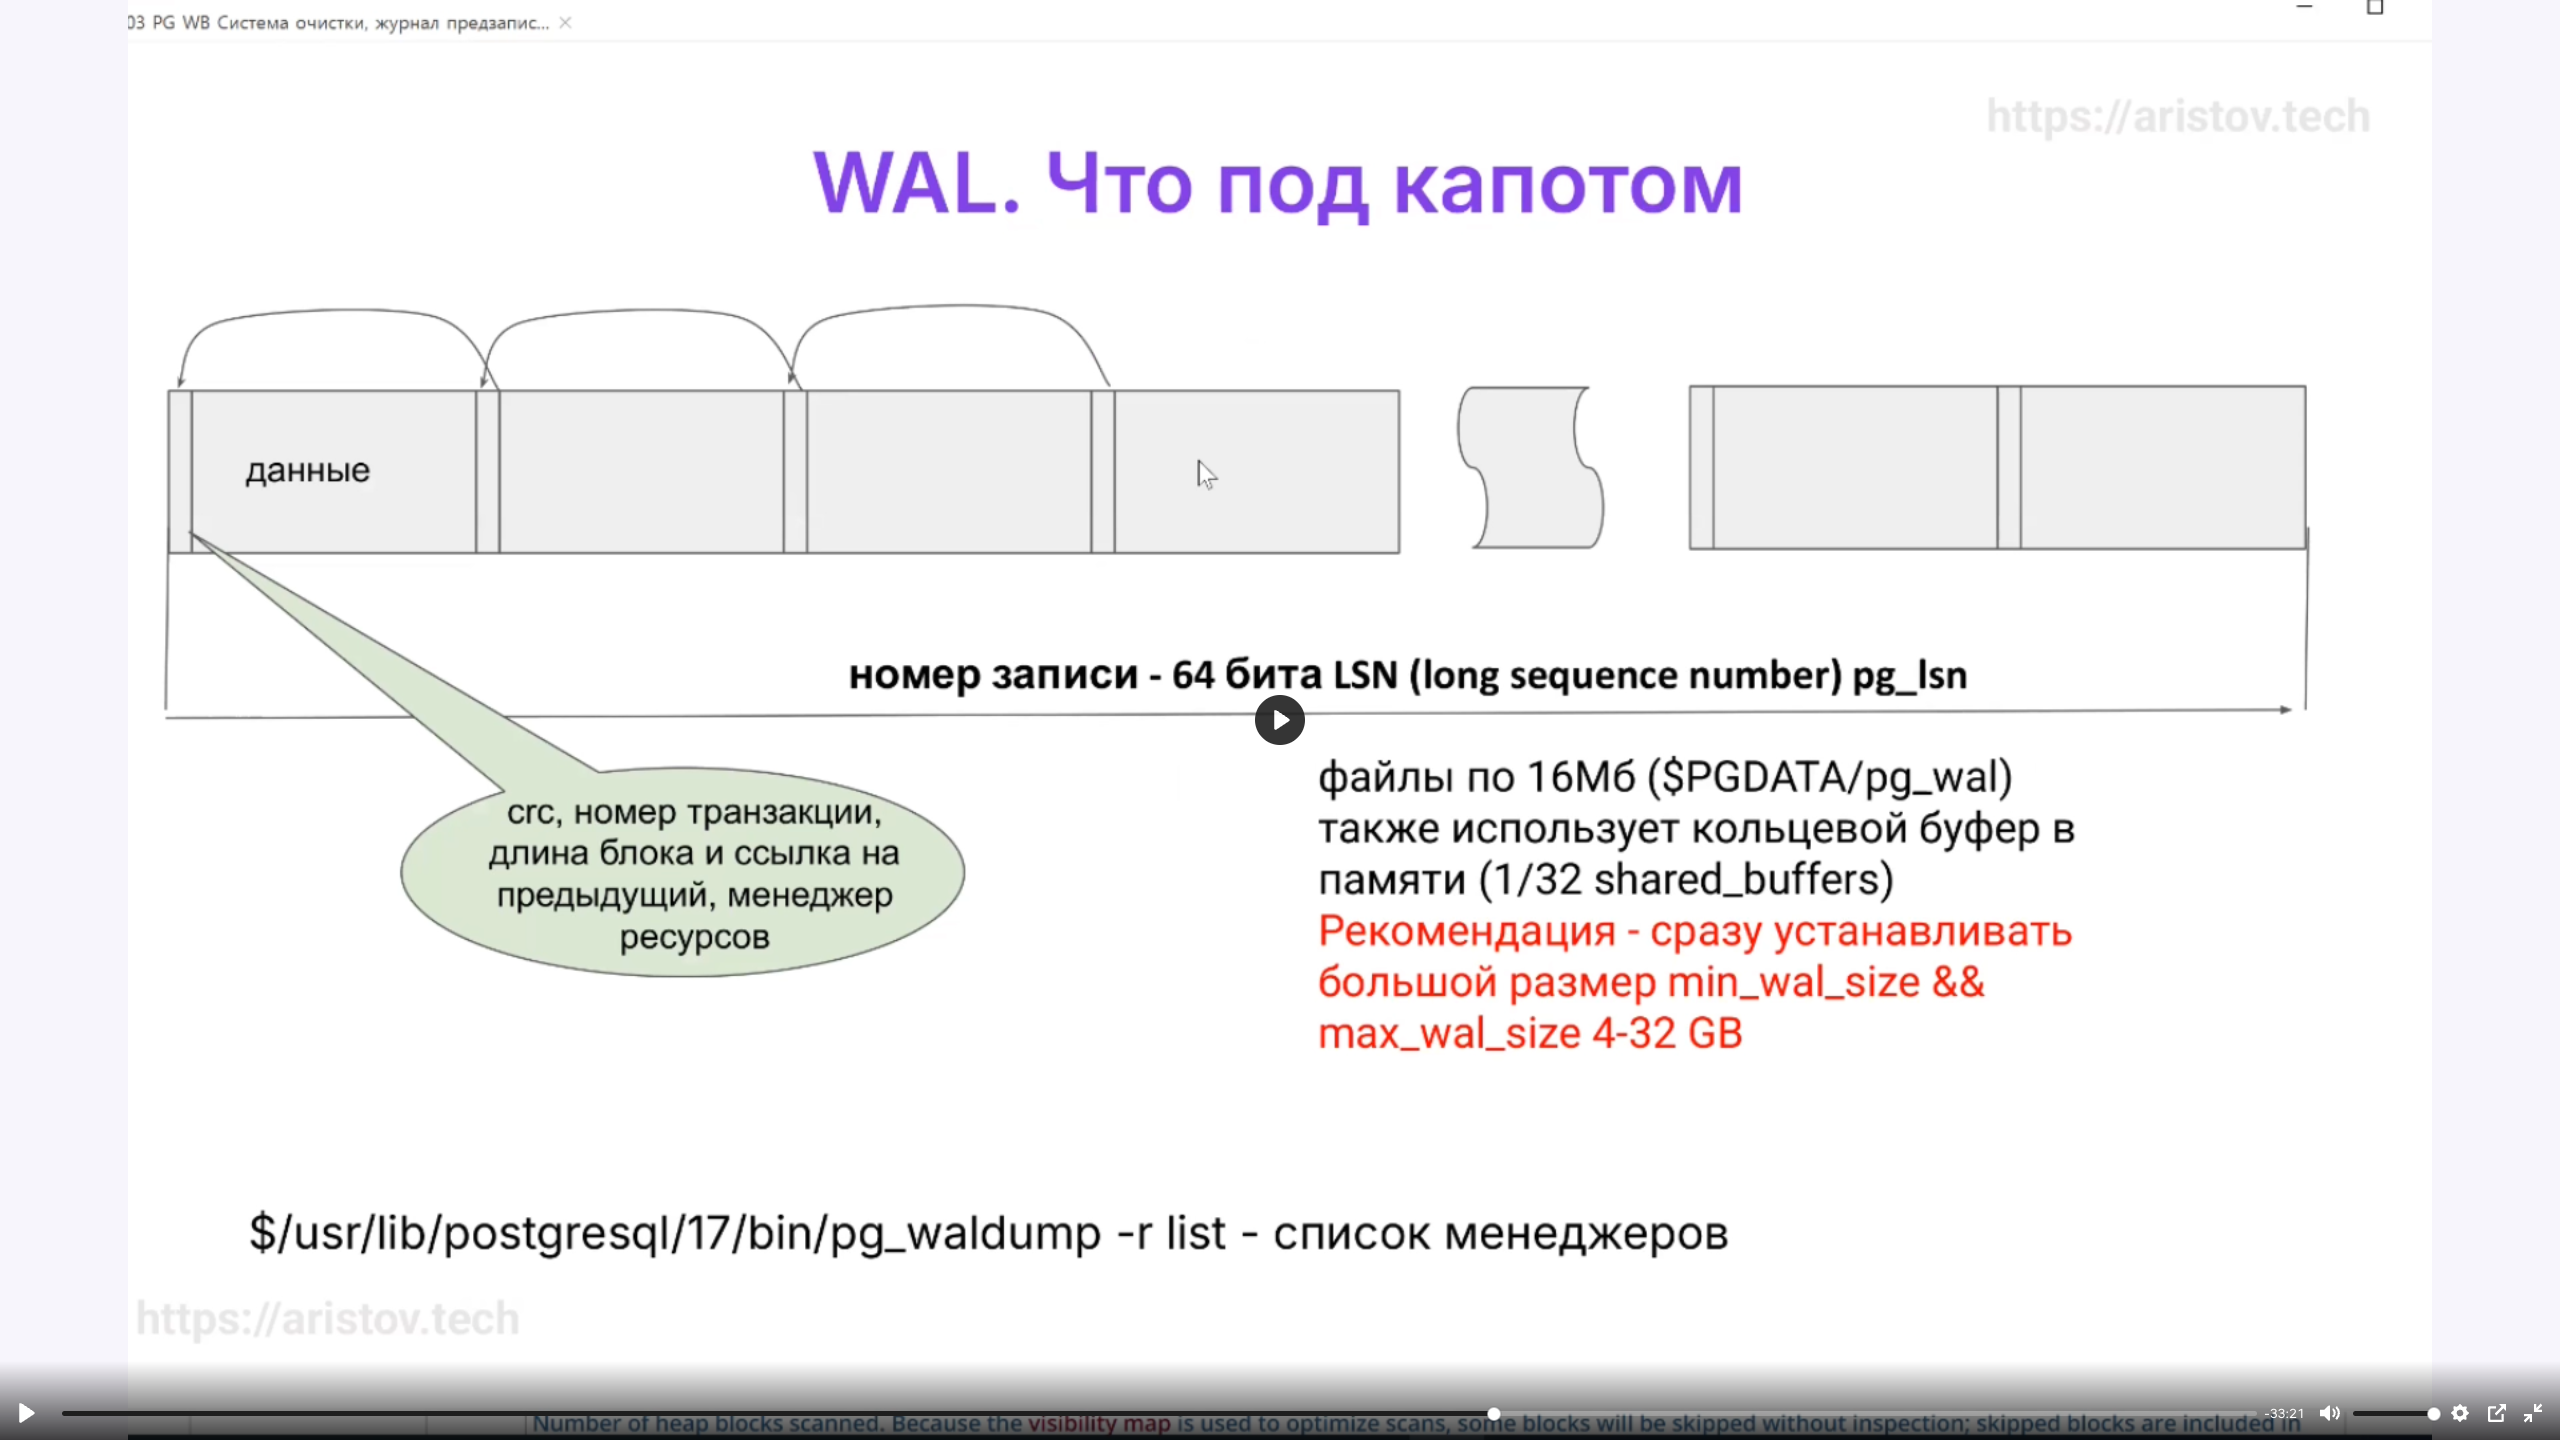 03 PG WB Система очистки, журнал предзапис...
https://aristov.tech
WAL. Что под капотом
данные
номер записи - 64 бита LSN (long sequence number) pg_lsn
crc, номер транзакции,
длина блока и ссылка на
предыдущий, менеджер
ресурсов
файлы по 16Мб ($PGDATA/pg_wal)
также использует кольцевой буфер в
памяти (1/32 shared_buffers)
Рекомендация - сразу устанавливать
большой размер min_wal_size &&
max_wal_size 4-32 GB
$/usr/lib/postgresql/17/bin/pg_waldump -r list - список менеджеров
https://aristov.tech
-33:21
Number of heap blocks scanned. Because the visibility map is used to optimize scans, some blocks will be skipped without inspection; skipped blocks are included in